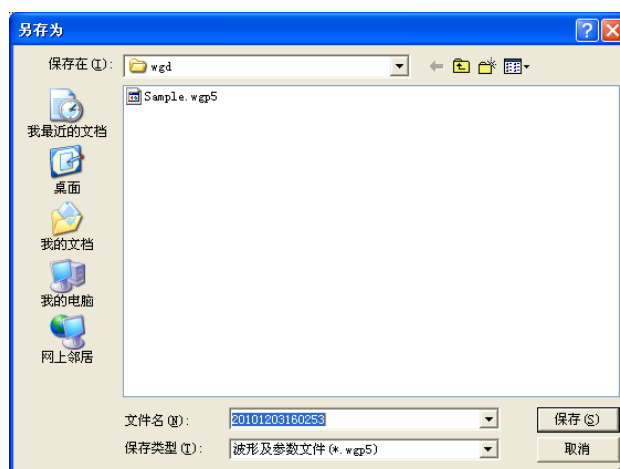 另存为
保存在(I):
wgd
Sample.wgp5
我最近的文档
桌面
我的文档
我的电脑
网上邻居
文件名(N):
20101203160253
保存(S)
保存类型(T):
波形及参数文件(*.wgp5)
取消